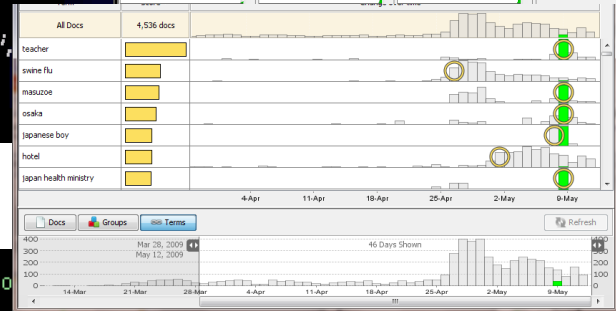 All Docs 4,536 docs
teacher
swine flu
masuzoe
osaka
japanese boy
hotel
japan health ministry
4-Apr 11-Apr 18-Apr 25-Apr 2-May 9-May
Docs Groups Terms Refresh
400 Mar 28, 2009 46 Days Shown 400
300 May 12, 2009 300
200 200
100 100
0 0
14-Mar 21-Mar 28-Mar 4-Apr 11-Apr 18-Apr 25-Apr 2-May 9-May